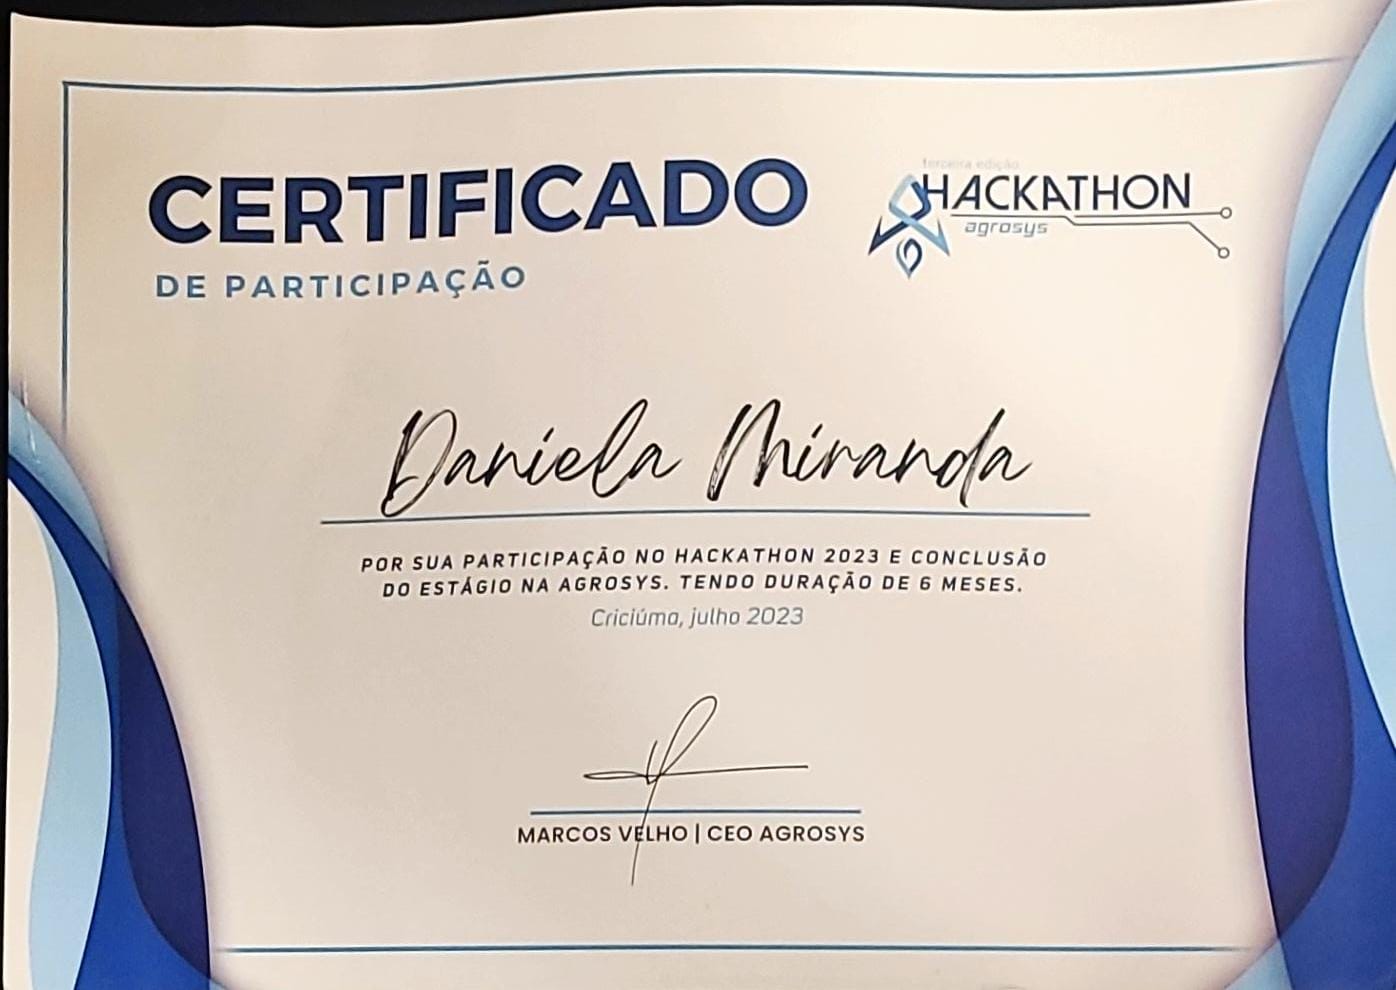 CERTIFICADO
DE PARTICIPAÇÃO
terceira edição
HACKATHON
agrosys
Daniela Miranda
POR SUA PARTICIPAÇÃO NO HACKATHON 2023 E CONCLUSÃO
DO ESTÁGIO NA AGROSYS. TENDO DURAÇÃO DE 6 MESES.
Criciúma, julho 2023
MARCOS VELHO | CEO AGROSYS